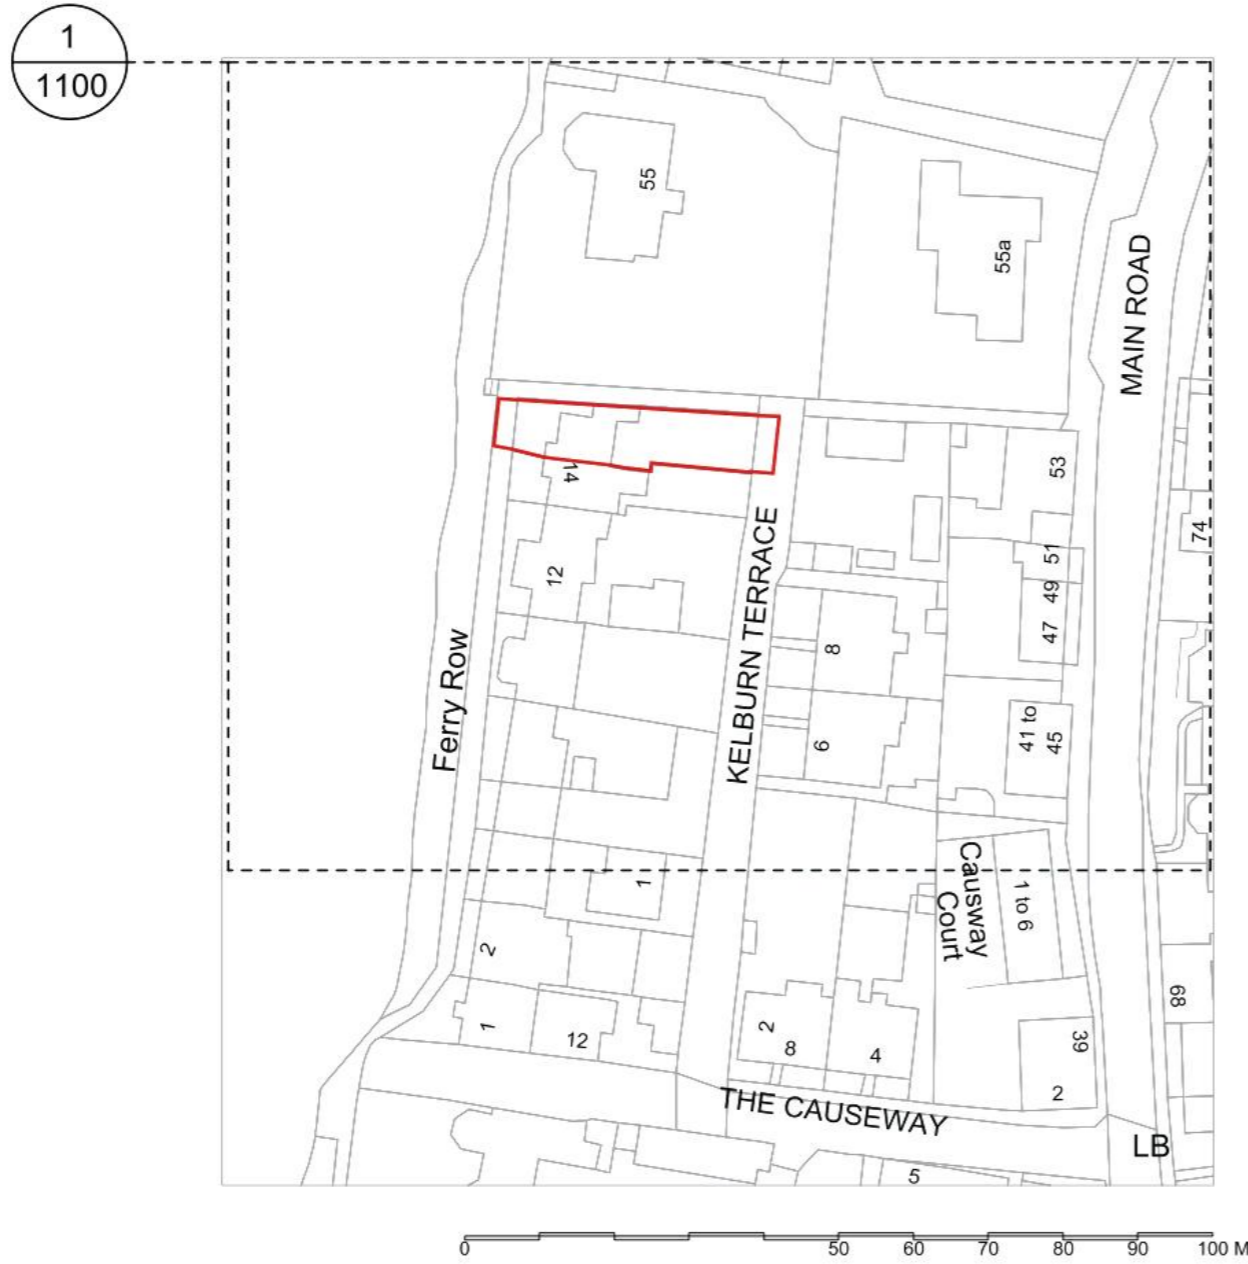 1
1100
55
55a
MAIN ROAD
53
14
74
51
12
49
47
KELBURN TERRACE
8
Ferry Row
41 to
45
6
1
Causway
Court
1 to 6
2
68
1
12
2
8
4
39
2
THE CAUSEWAY
LB
5
0
50
60
70
80
90
100 M